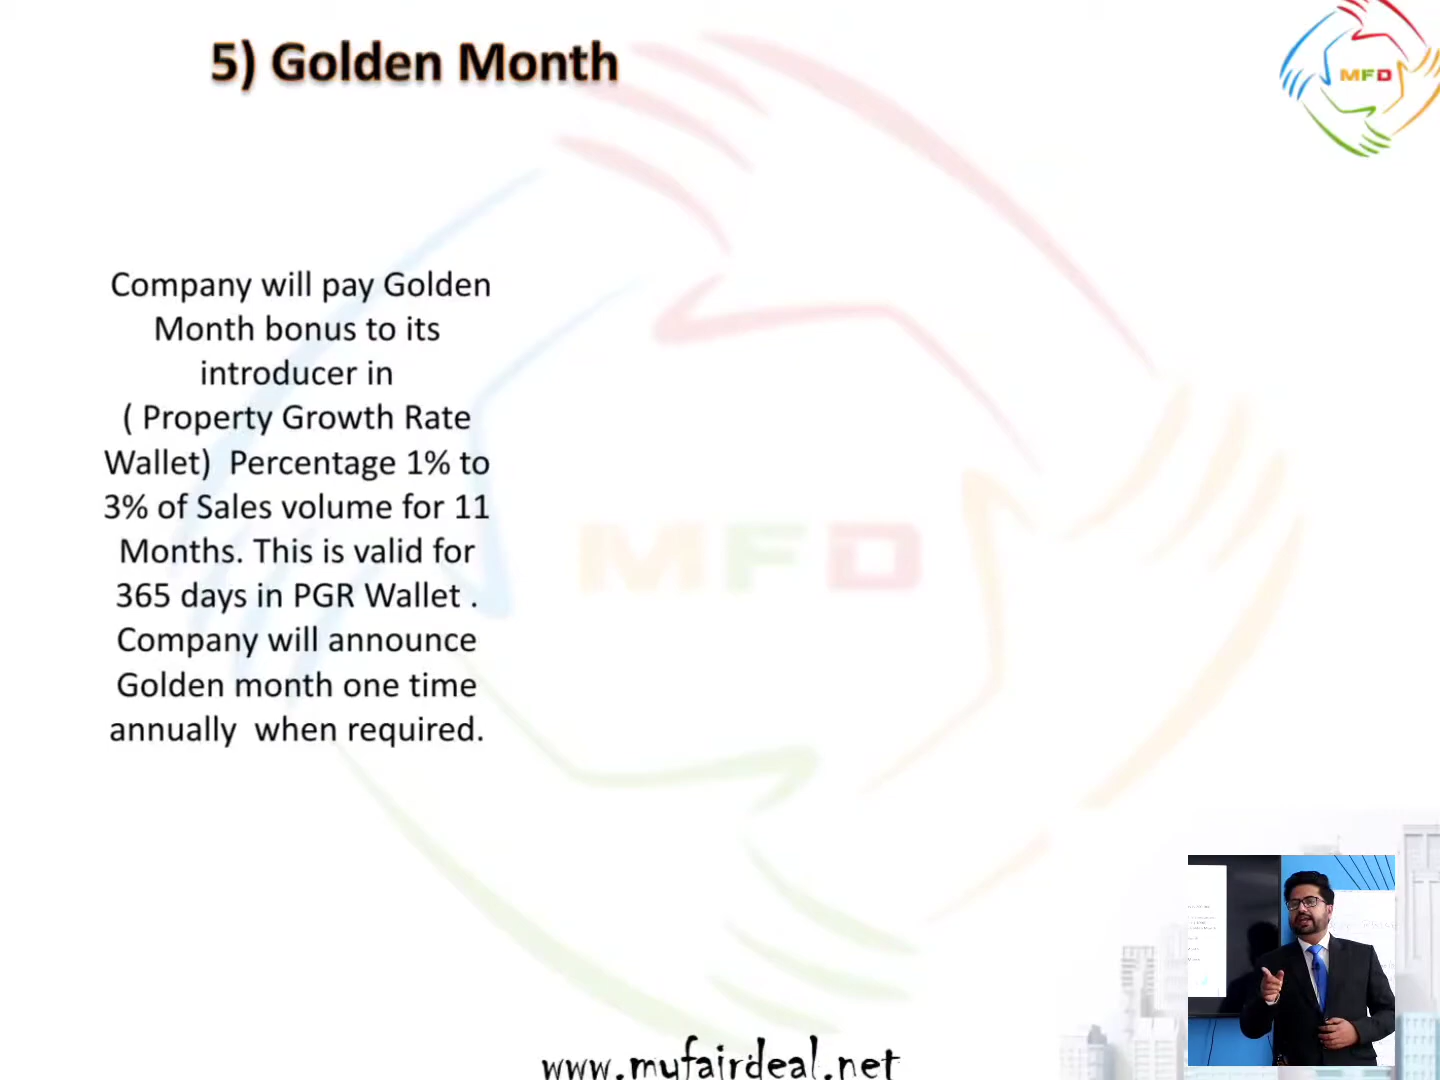 5) Golden Month
MFD
Company will pay Golden
Month bonus to its
introducer in
( Property Growth Rate
Wallet)  Percentage 1% to
3% of Sales volume for 11
Months. This is valid for
365 days in PGR Wallet .
Company will announce
Golden month one time
annually  when required.
MFD
www.myfairdeal.net